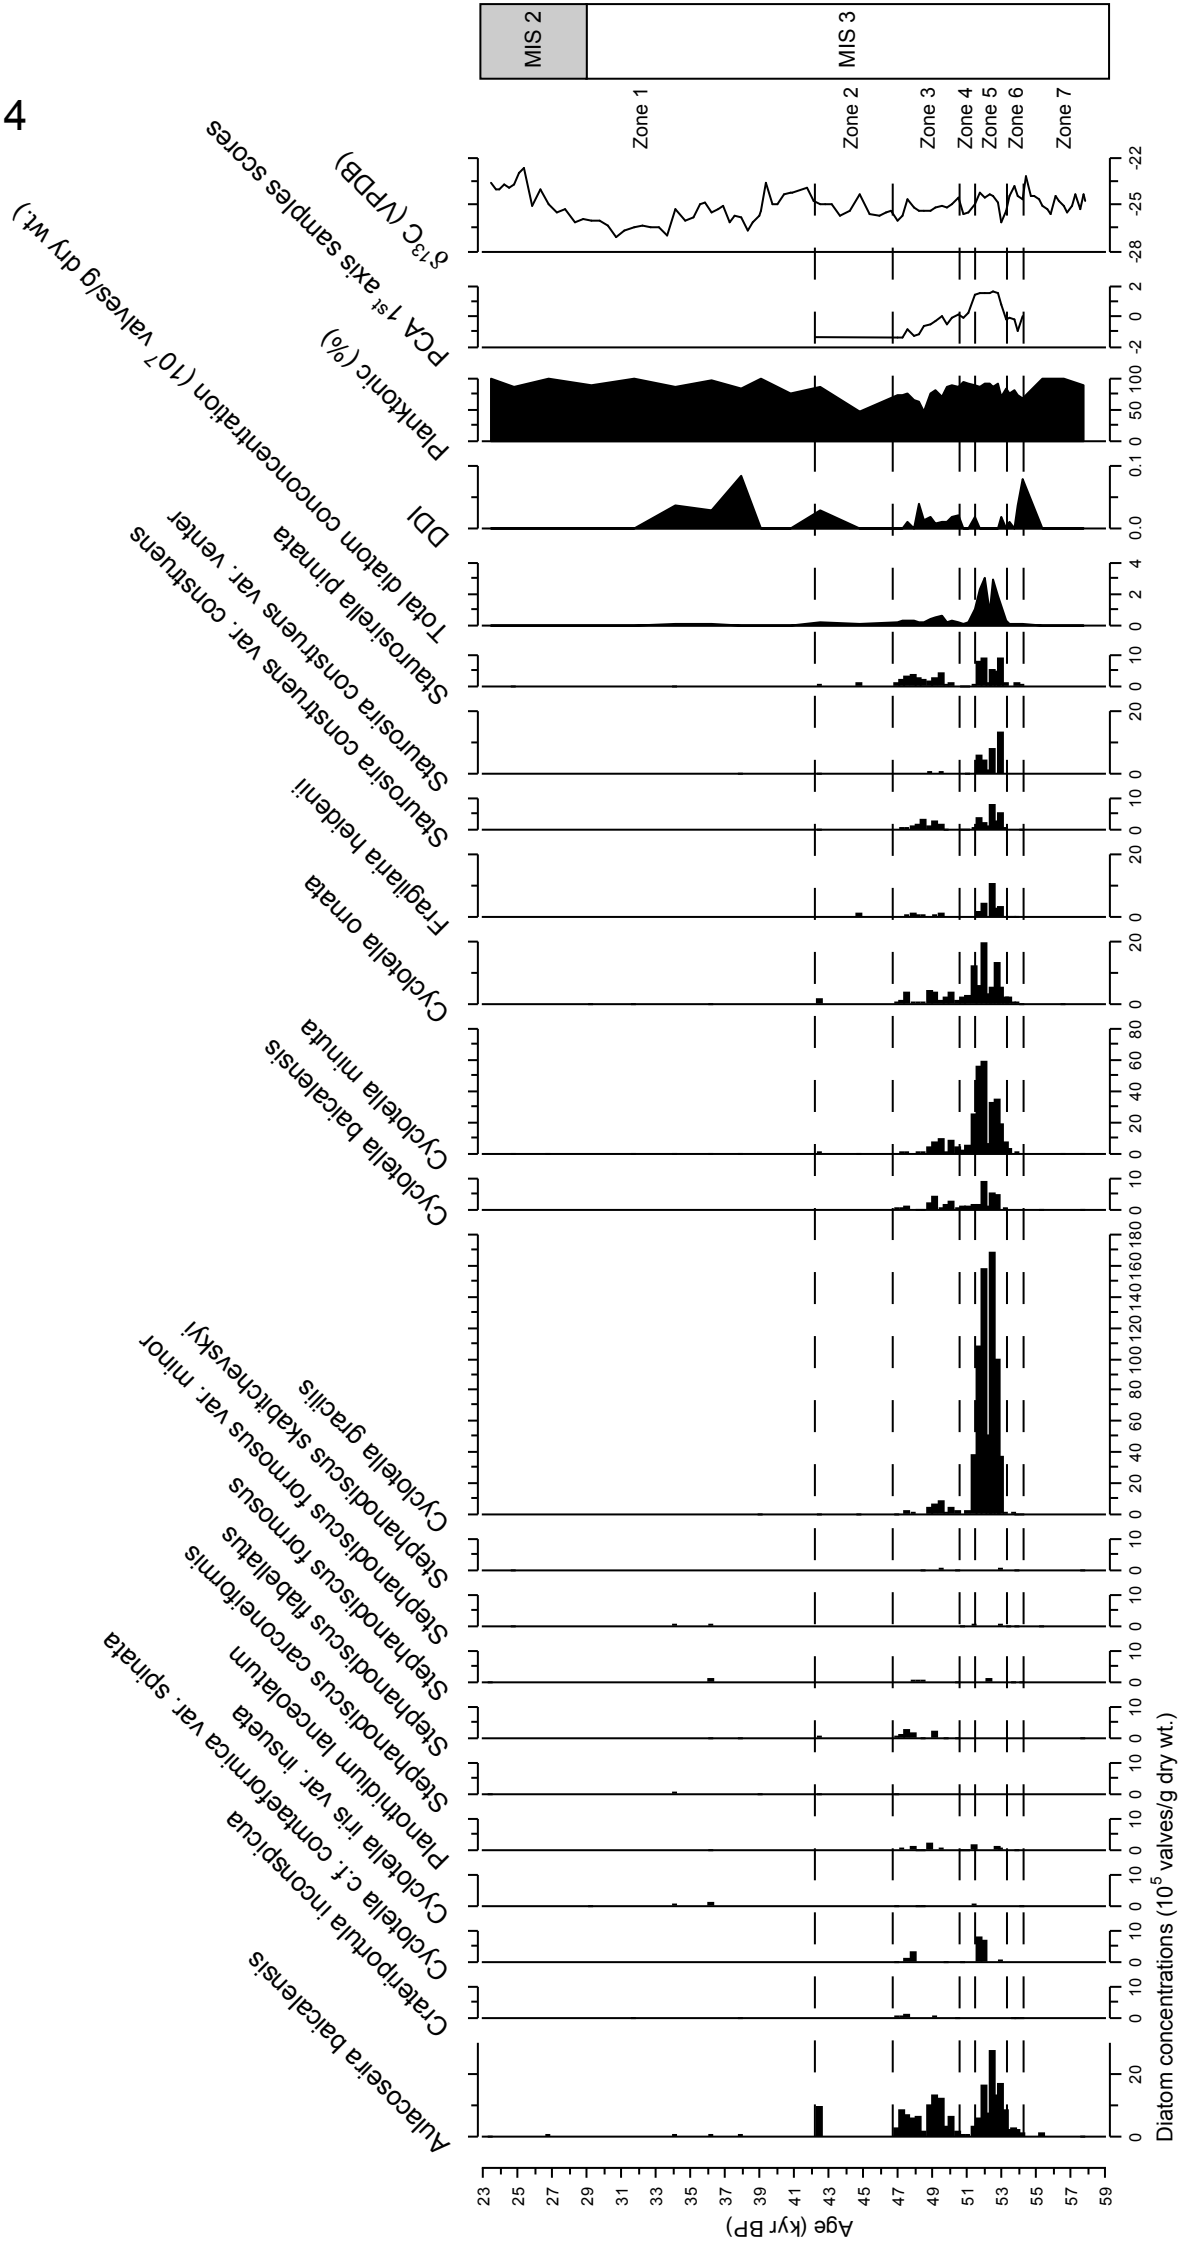 4
Aulacoseira baicalensis
Crateriportula inconspicua
Cyclotella c.f. comtaeformica var. spinata
Cyclotella iris var. insueta
Planothidium lanceolatum
Stephanodiscus carconeiformis
Stephanodiscus flabellatus
Stephanodiscus formosus
Stephanodiscus formosus var. minor
Stephanodiscus skabitchevskyi
Cyclotella gracilis
Cyclotella baicalensis
Cyclotella minuta
Cyclotella ornata
Fragilaria heidenii
Staurosira construens var. construens
Staurosira construens var. venter
Staurosirella pinnata
Total diatom conconcentration (10⁷ valves/g dry wt.)
DDI
Planktonic (%)
PCA 1st axis samples scores
δ13C (VPDB)
Zone 1
Zone 2
Zone 3
Zone 4
Zone 5
Zone 6
Zone 7
MIS 2
MIS 3
Age (kyr BP)
23 25 27 29 31 33 35 37 39 41 43 45 47 49 51 53 55 57 59
0 20
0 10
0 10
0 10
0 10
0 10
0 10
0 10
0 10
0 10
0 20 40 60 80 100 120 140 160 180
0 10
0 20 40 60 80
0 20
0 20
0 10
0 20
0 10
0 2 4
0.0 0.1
0 50 100
-2 0 2
-28 -25 -22
Diatom concentrations (10⁵ valves/g dry wt.)